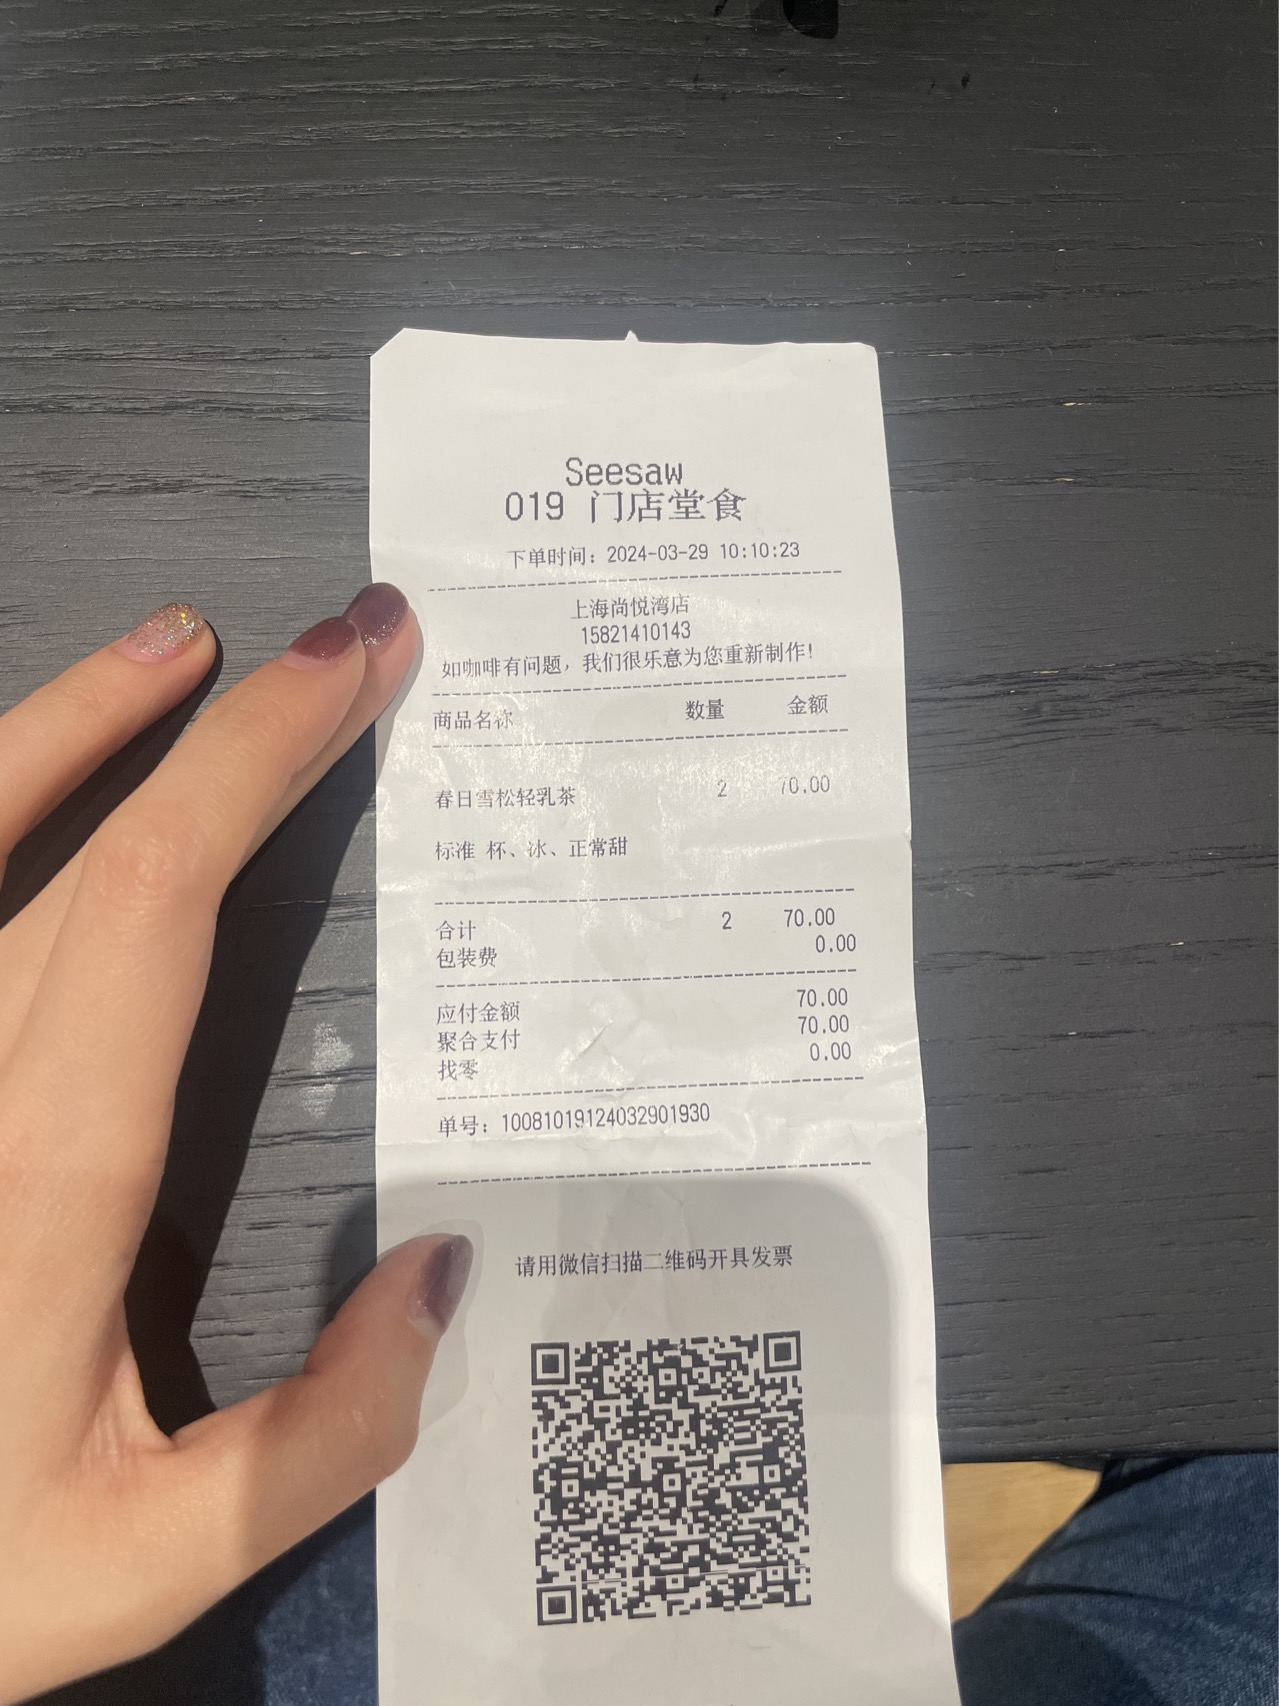 Seesaw
019 门店堂食
下单时间：2024-03-29 10:10:23
上海尚悦湾店
15821410143
如咖啡有问题，我们很乐意为您重新制作！
商品名称 数量 金额
春日雪松轻乳茶 2 70.00
标准 杯、冰、正常甜
合计 2 70.00
包装费 0.00
应付金额 70.00
聚合支付 70.00
找零 0.00
单号：10081019124032901930
请用微信扫描二维码开具发票